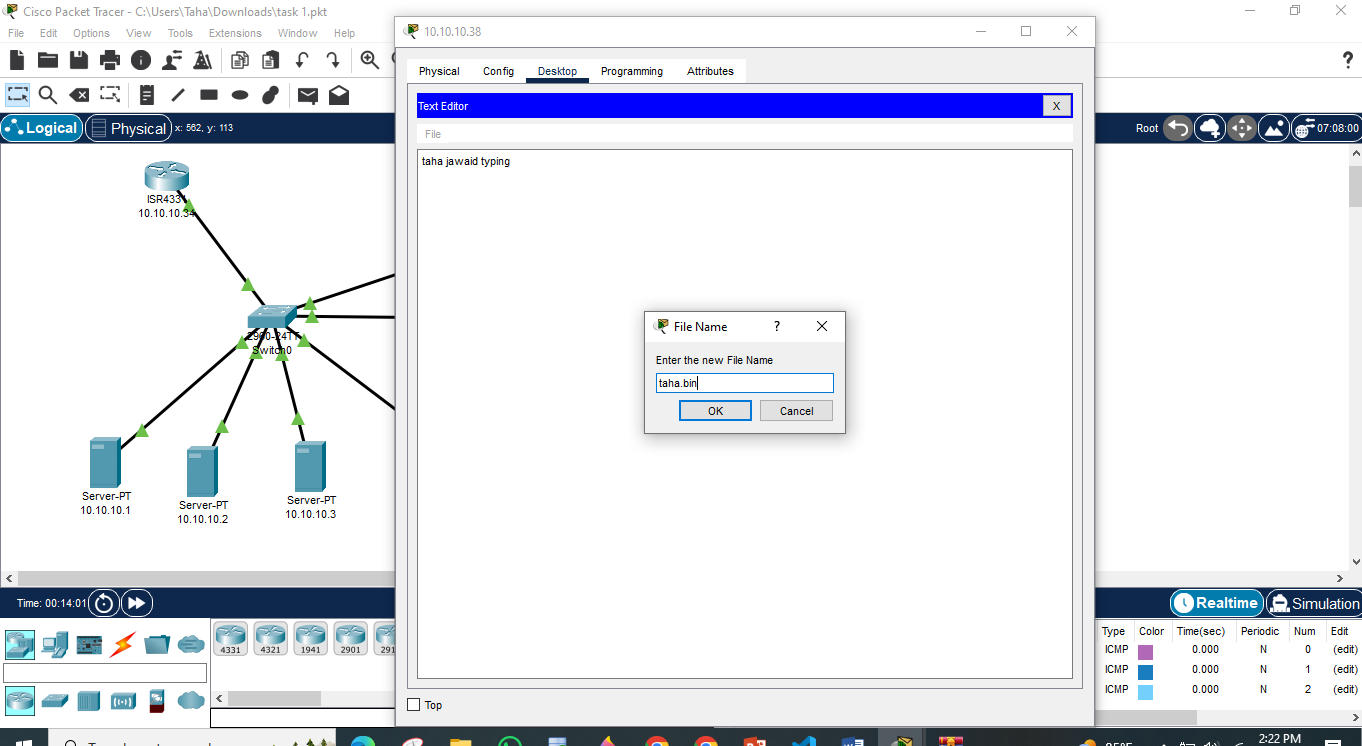 Cisco Packet Tracer - C:\Users\Taha\Downloads\task 1.pkt
File Edit Options View Tools Extensions Window Help
Logical Physical x: 562, y: 113
Root 07:08:00
ISR4331
10.10.10.34
2960-24TT
Switch0
Server-PT
10.10.10.1
Server-PT
10.10.10.2
Server-PT
10.10.10.3
10.10.10.38
Physical Config Desktop Programming Attributes
Text Editor X
File
taha jawaid typing
File Name ?
Enter the new File Name
taha.bin
OK Cancel
Top
Time: 00:14:01
Realtime Simulation
4331 4321 1941 2901 291
Type Color Time(sec) Periodic Num Edit
ICMP 0.000 N 0 (edit)
ICMP 0.000 N 1 (edit)
ICMP 0.000 N 2 (edit)
2:22 PM